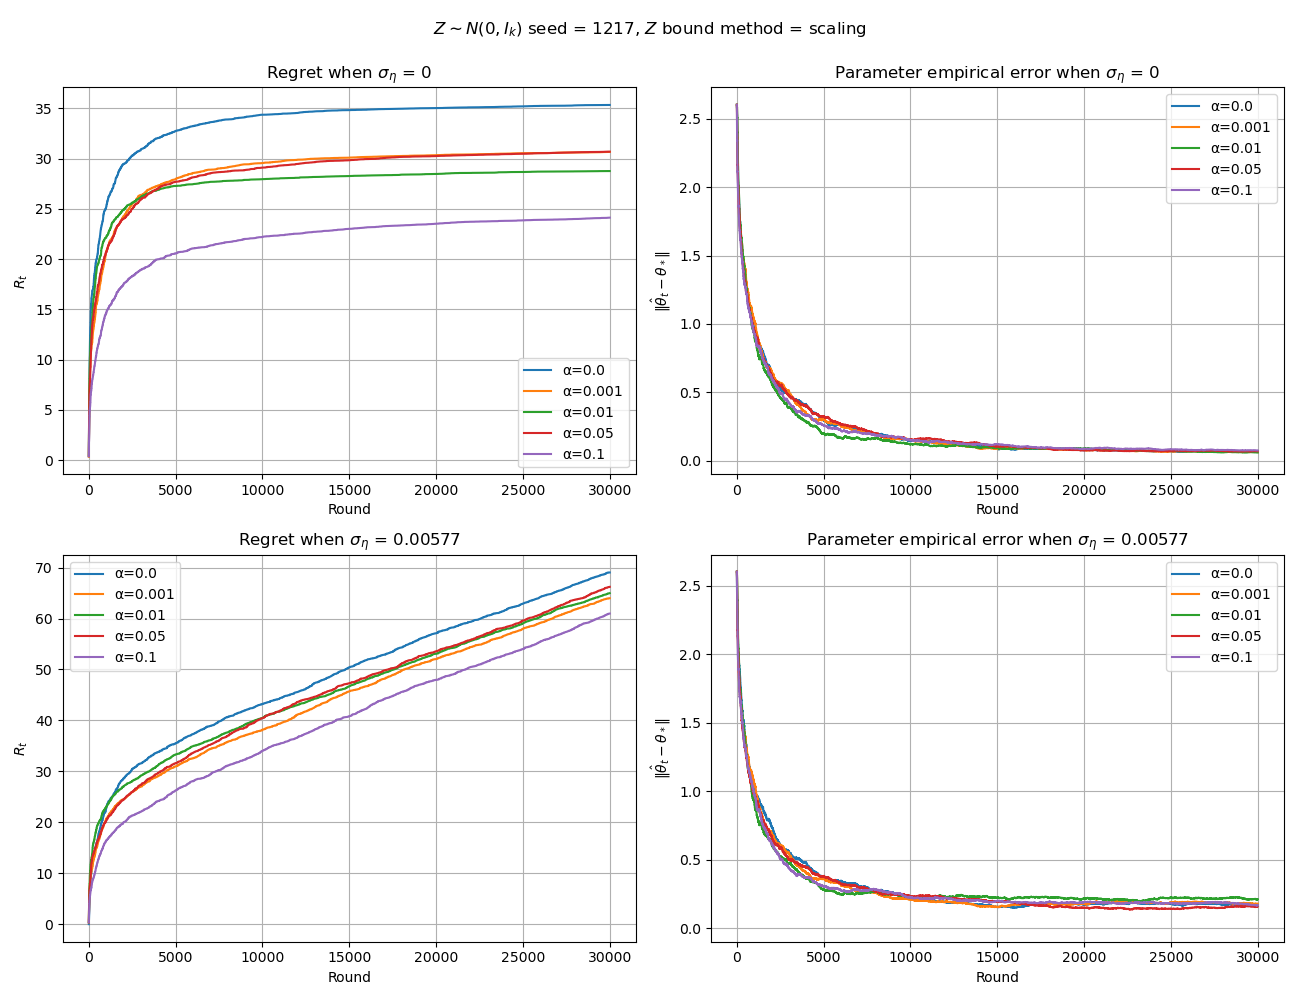 Z ∼ N(0, I_k) seed = 1217, Z bound method = scaling
Regret when σ_η = 0
35
30
25
20
15
10
5
0
R_t
α=0.0
α=0.001
α=0.01
α=0.05
α=0.1
0 5000 10000 15000 20000 25000 30000
Round
Parameter empirical error when σ_η = 0
2.5
2.0
1.5
1.0
0.5
0.0
‖θ̂_t − θ_*‖
α=0.0
α=0.001
α=0.01
α=0.05
α=0.1
0 5000 10000 15000 20000 25000 30000
Round
Regret when σ_η = 0.00577
70
60
50
40
30
20
10
0
R_t
α=0.0
α=0.001
α=0.01
α=0.05
α=0.1
0 5000 10000 15000 20000 25000 30000
Round
Parameter empirical error when σ_η = 0.00577
2.5
2.0
1.5
1.0
0.5
0.0
‖θ̂_t − θ_*‖
α=0.0
α=0.001
α=0.01
α=0.05
α=0.1
0 5000 10000 15000 20000 25000 30000
Round